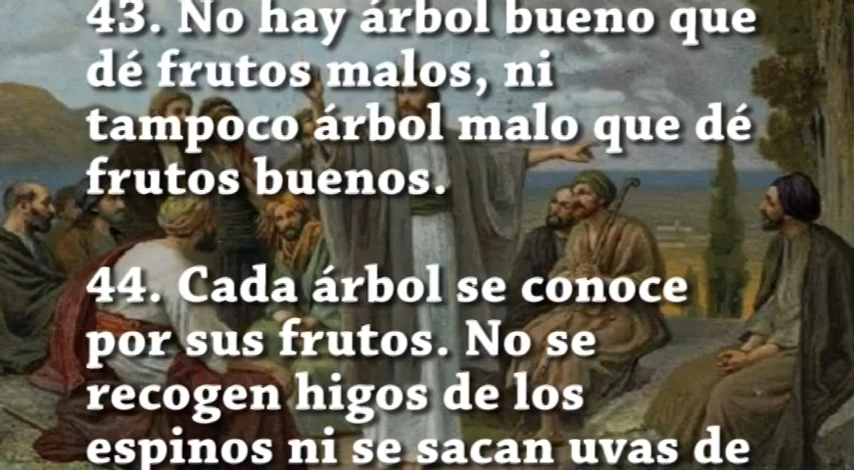 43. No hay árbol bueno que
dé frutos malos, ni
tampoco árbol malo que dé
frutos buenos.
44. Cada árbol se conoce
por sus frutos. No se
recogen higos de los
espinos ni se sacan uvas de